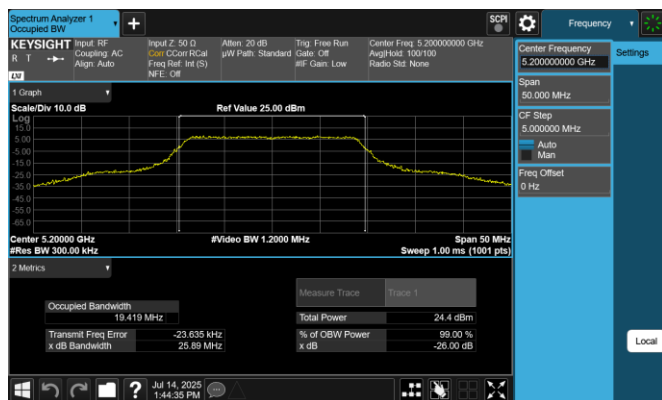 Spectrum Analyzer 1
Occupied BW
SCPI
Frequency
KEYSIGHT
R T
LXI
Input: RF
Coupling: AC
Align: Auto
Input Z: 50 Ω
Corr CCorr RCal
Freq Ref: Int (S)
NFE: Off
Atten: 20 dB
µW Path: Standard
Trig: Free Run
Gate: Off
#IF Gain: Low
Center Freq: 5.200000000 GHz
Avg|Hold: 100/100
Radio Std: None
Center Frequency
5.200000000 GHz
Settings
Span
50.000 MHz
CF Step
5.000000 MHz
Auto
Man
Freq Offset
0 Hz
Local
1 Graph
Scale/Div 10.0 dB
Ref Value 25.00 dBm
Log
15.0
5.00
-5.00
-15.0
-25.0
-35.0
-45.0
-55.0
-65.0
Center 5.20000 GHz
#Video BW 1.2000 MHz
Span 50 MHz
#Res BW 300.00 kHz
Sweep 1.00 ms (1001 pts)
2 Metrics
Measure Trace
Trace 1
Occupied Bandwidth
19.419 MHz
Total Power
24.4 dBm
Transmit Freq Error
-23.635 kHz
% of OBW Power
99.00 %
x dB Bandwidth
25.89 MHz
x dB
-26.00 dB
?
Jul 14, 2025
1:44:35 PM